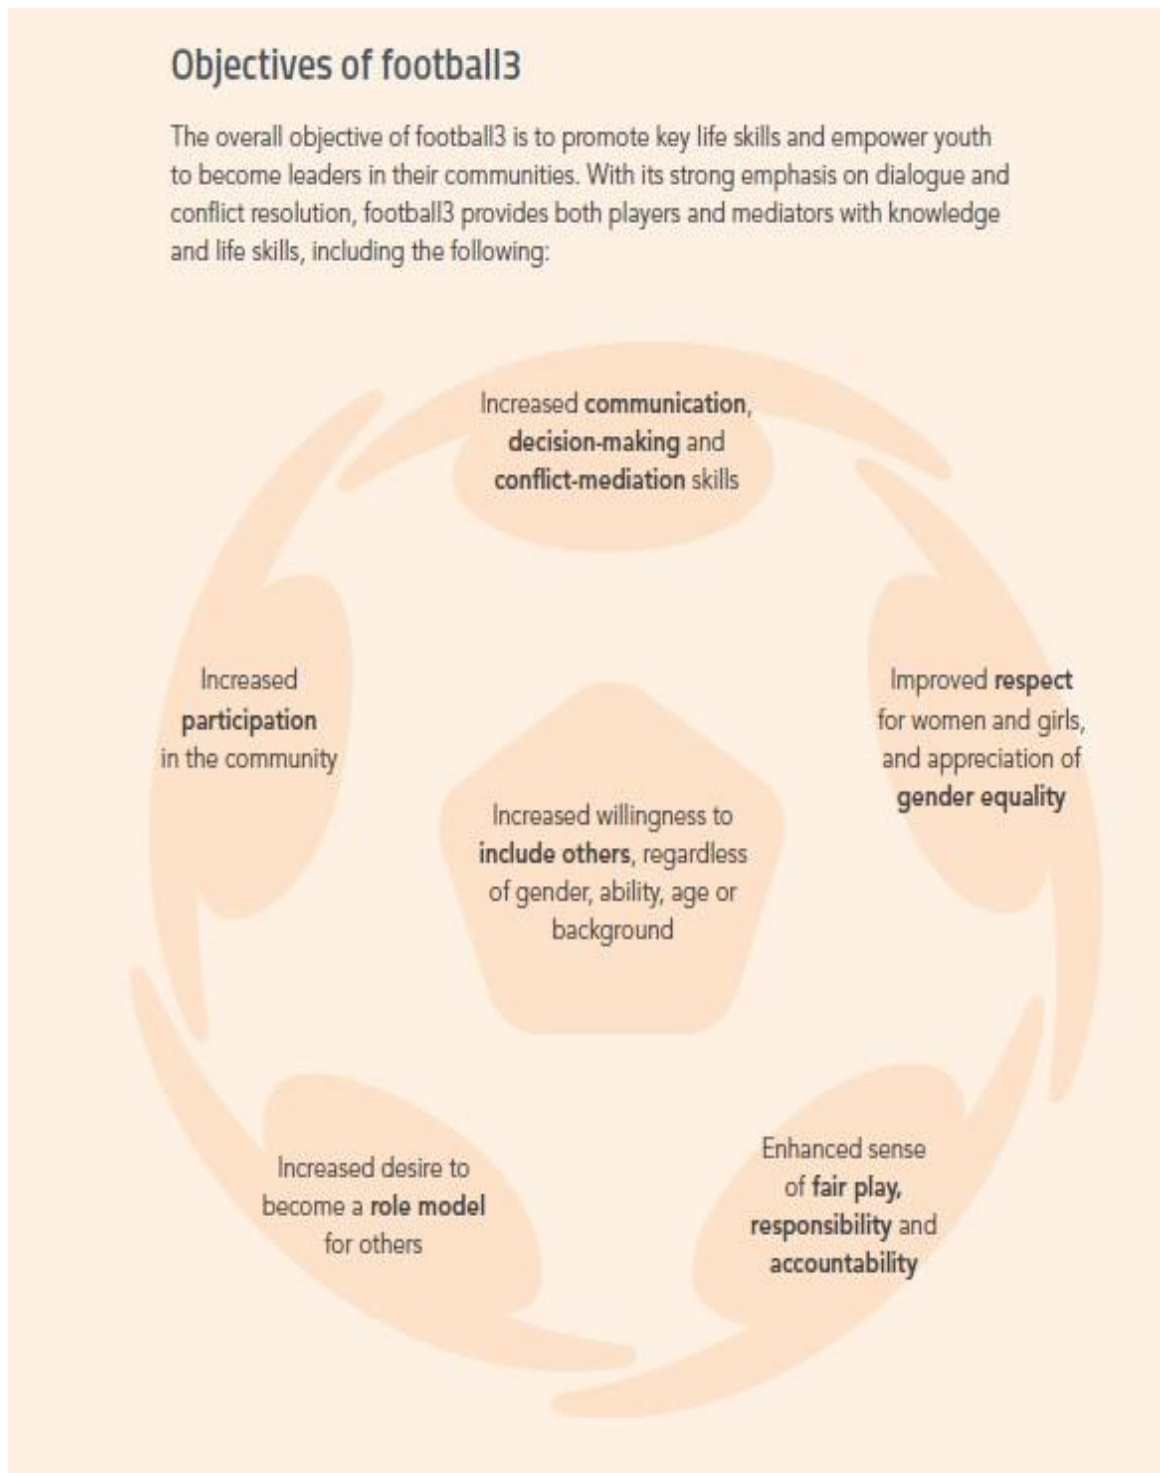 Objectives of football3
The overall objective of football3 is to promote key life skills and empower youth
to become leaders in their communities. With its strong emphasis on dialogue and
conflict resolution, football3 provides both players and mediators with knowledge
and life skills, including the following:
Increased communication,
decision-making and
conflict-mediation skills
Increased
participation
in the community
Improved respect
for women and girls,
and appreciation of
gender equality
Increased willingness to
include others, regardless
of gender, ability, age or
background
Increased desire to
become a role model
for others
Enhanced sense
of fair play,
responsibility and
accountability